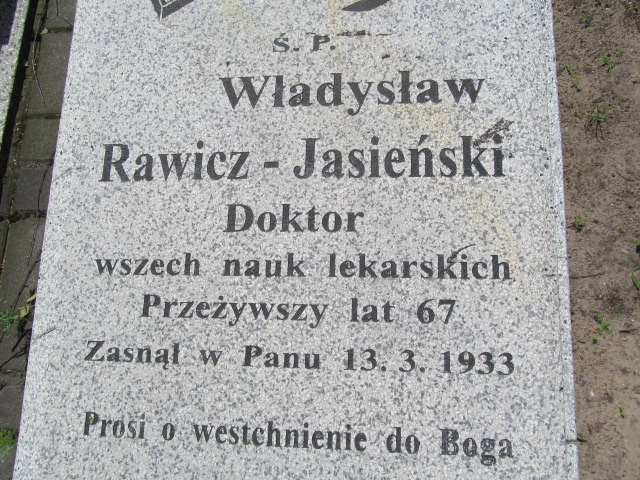 Ś. P.
Władysław
Rawicz - Jasieński
Doktor
wszech nauk lekarskich
Przeżywszy lat 67
Zasnął w Panu 13. 3. 1933
Prosi o westchnienie do Boga